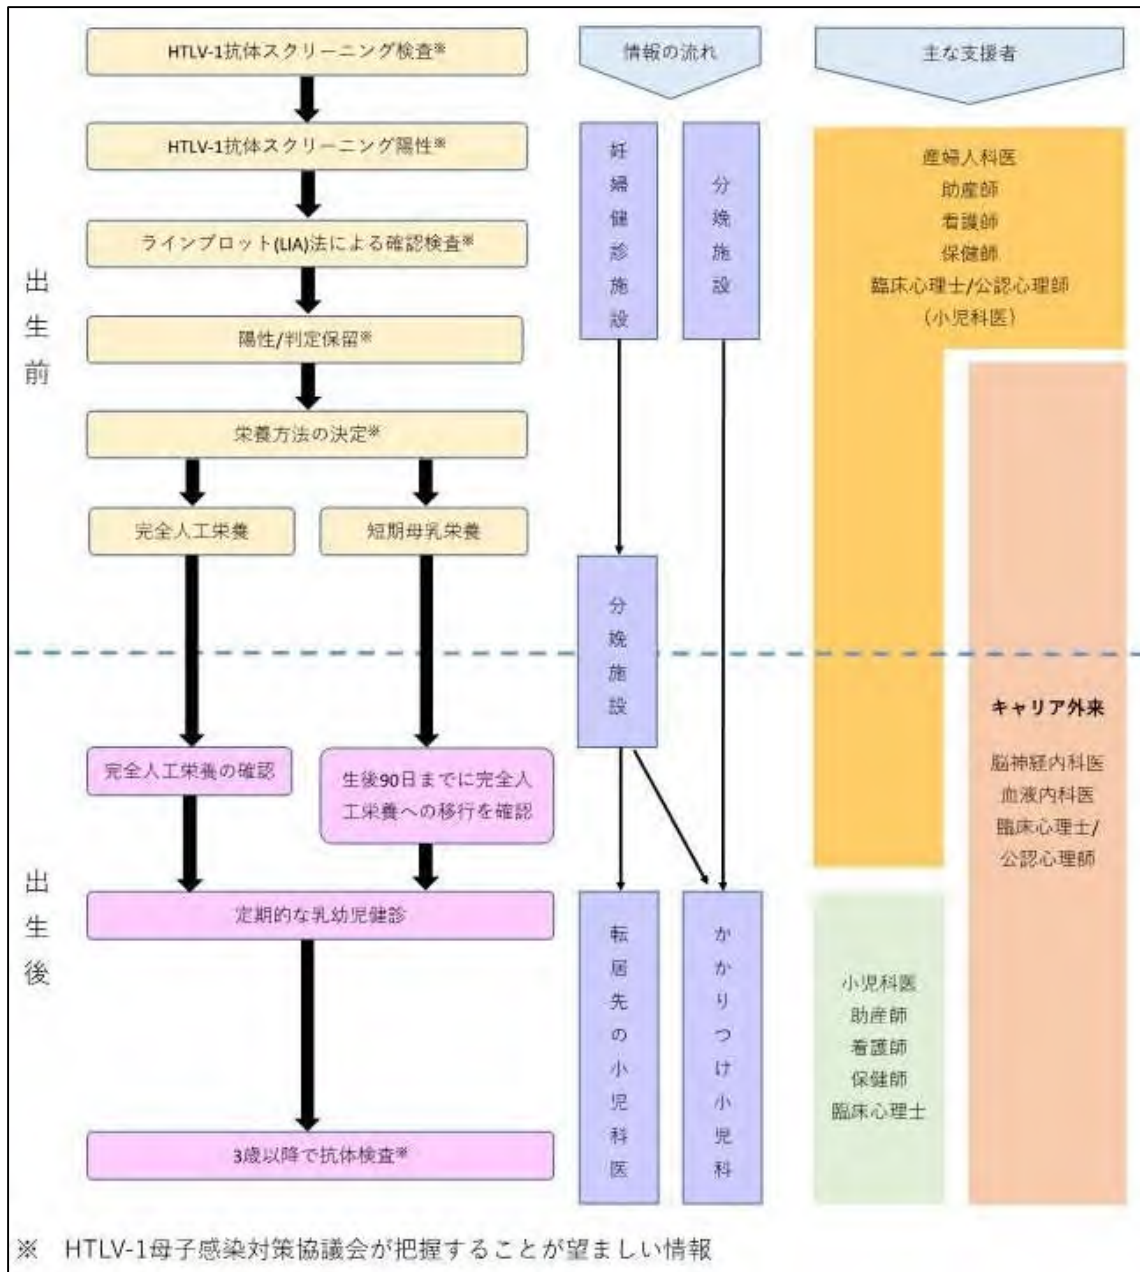 HTLV-1抗体スクリーニング検査※
HTLV-1抗体スクリーニング陽性※
ラインブロット(LIA)法による確認検査※
陽性/判定保留※
栄養方法の決定※
完全人工栄養
短期母乳栄養
出生前
完全人工栄養の確認
生後90日までに完全人
工栄養への移行を確認
定期的な乳幼児健診
3歳以降で抗体検査※
出生後
情報の流れ
妊婦健診施設
分娩施設
分娩施設
転居先の小児科医
かかりつけ小児科
主な支援者
産婦人科医
助産師
看護師
保健師
臨床心理士/公認心理師
(小児科医)
キャリア外来
脳神経内科医
血液内科医
臨床心理士/
公認心理師
小児科医
助産師
看護師
保健師
臨床心理士
※ HTLV-1母子感染対策協議会が把握することが望ましい情報